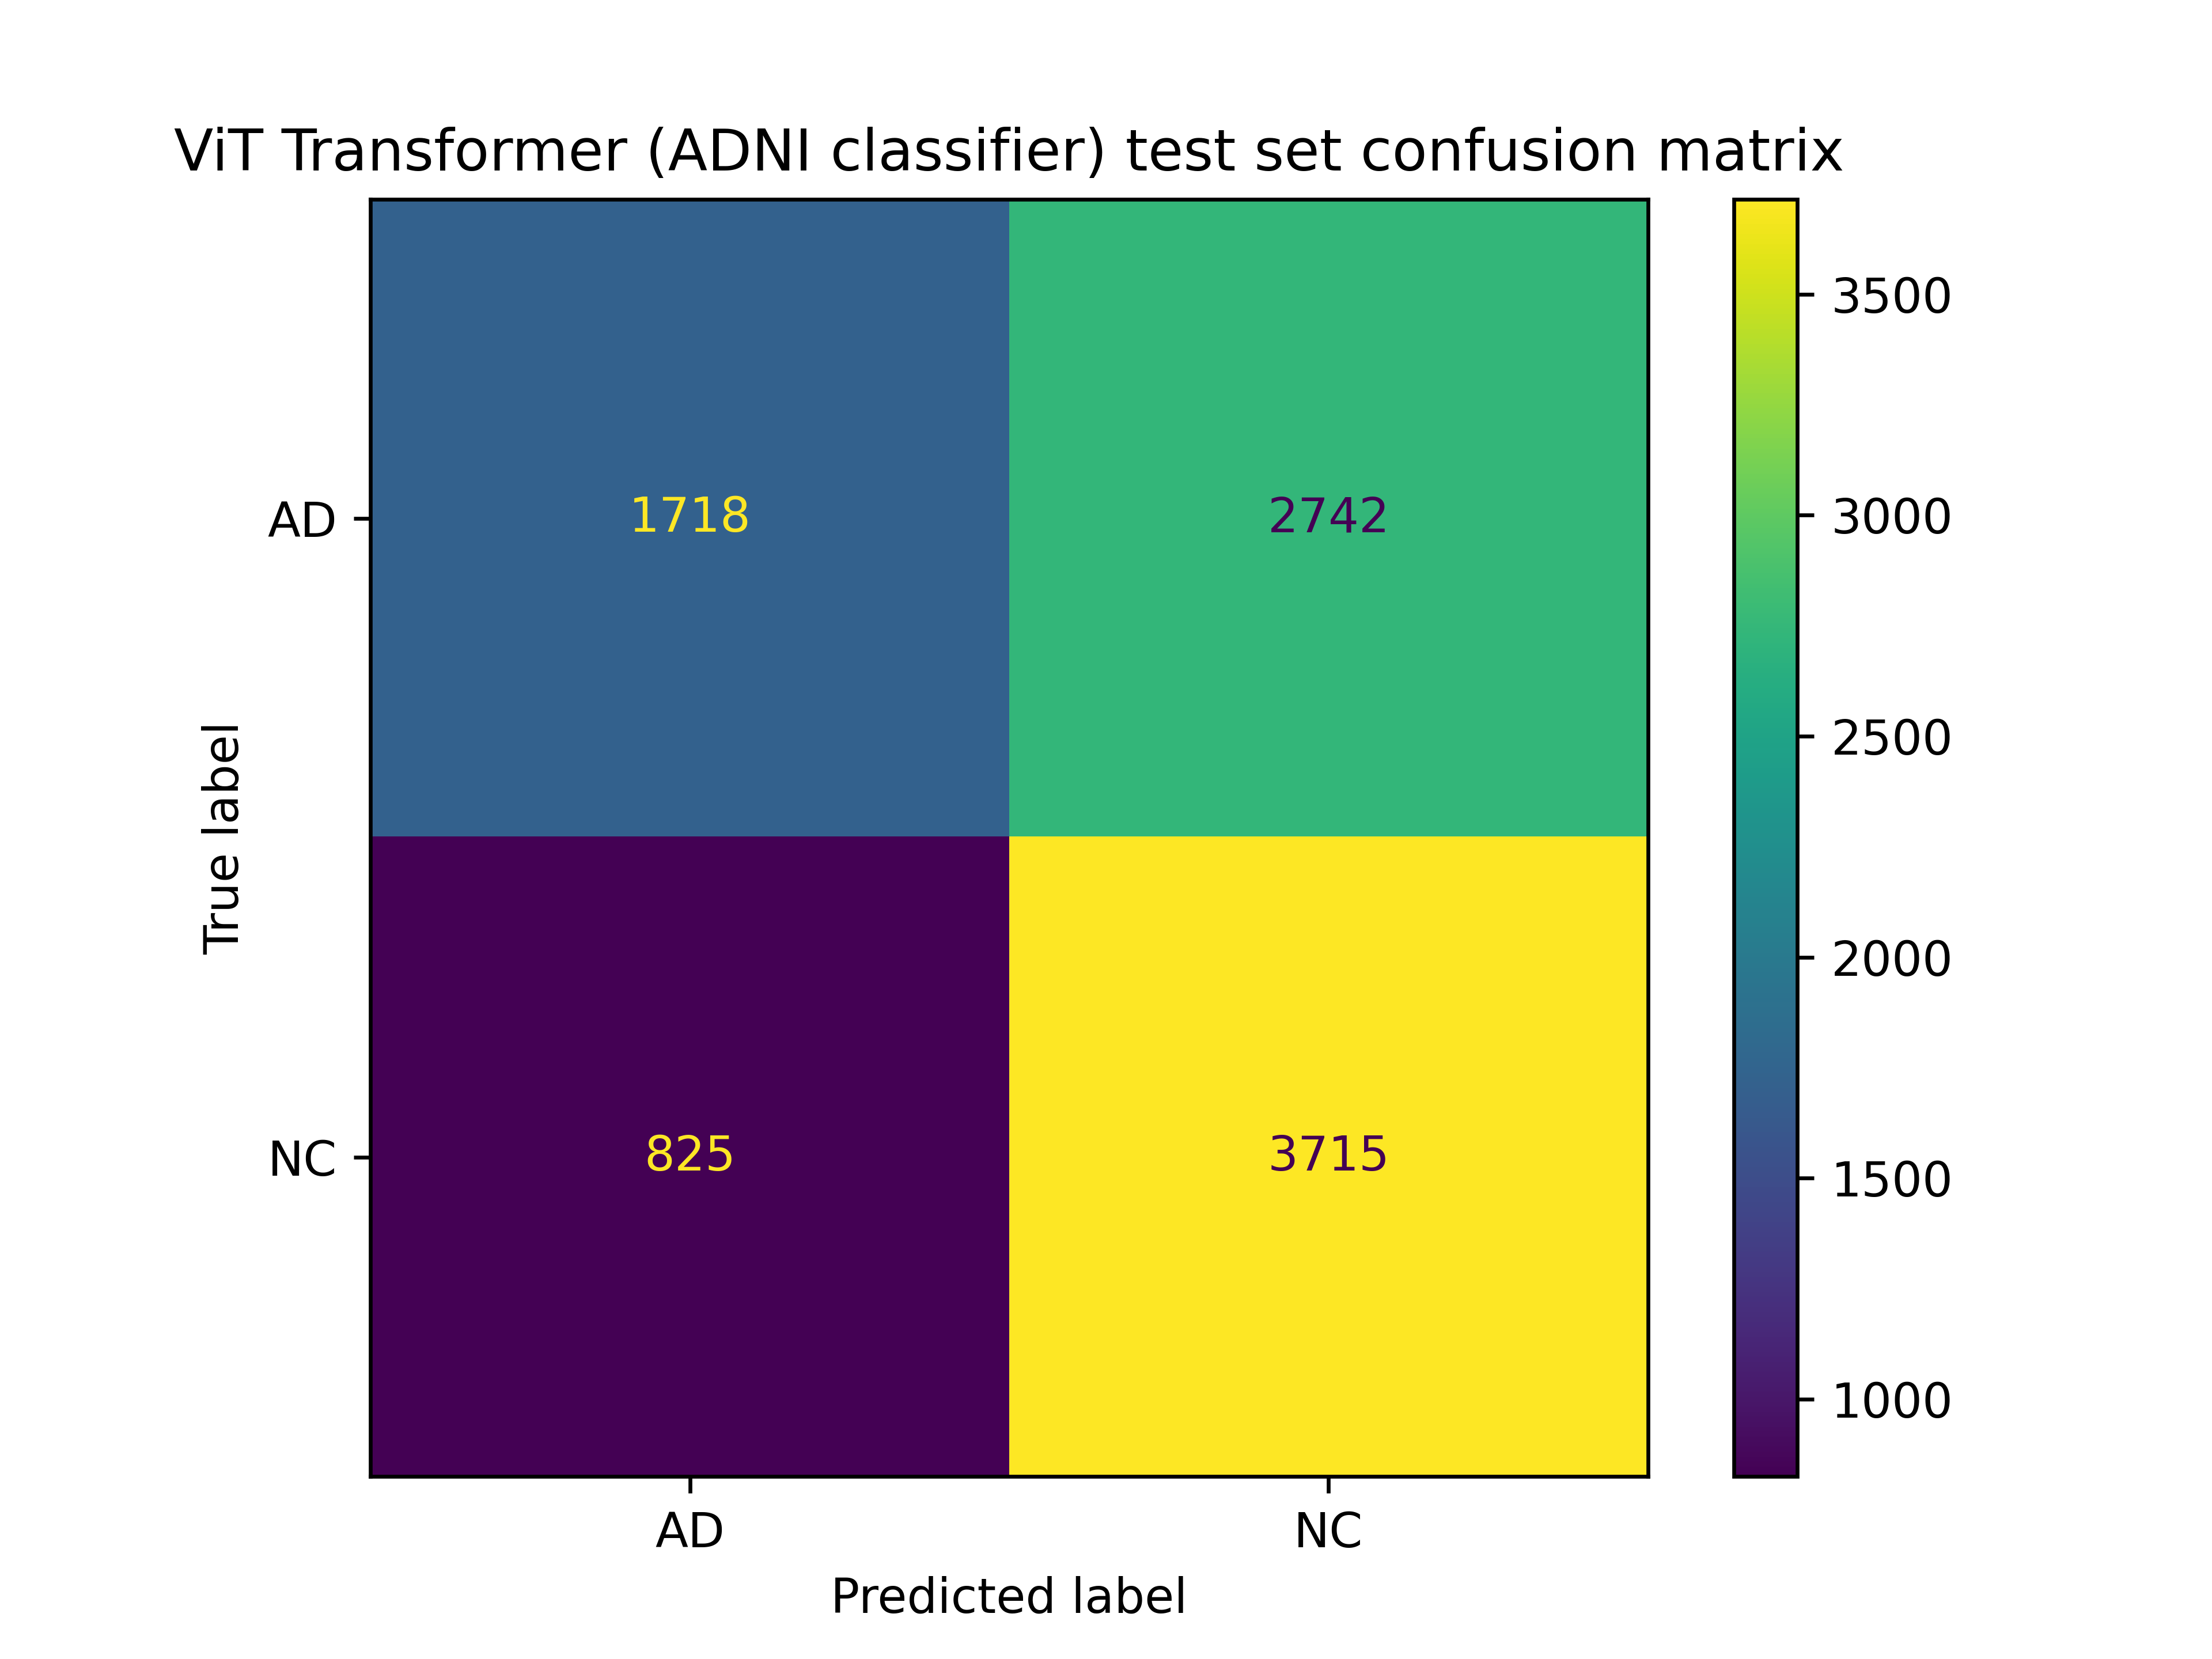 ViT Transformer (ADNI classifier) test set confusion matrix
3500
3000
2500
2000
1500
1000
True label
AD
1718
2742
NC
825
3715
AD
NC
Predicted label